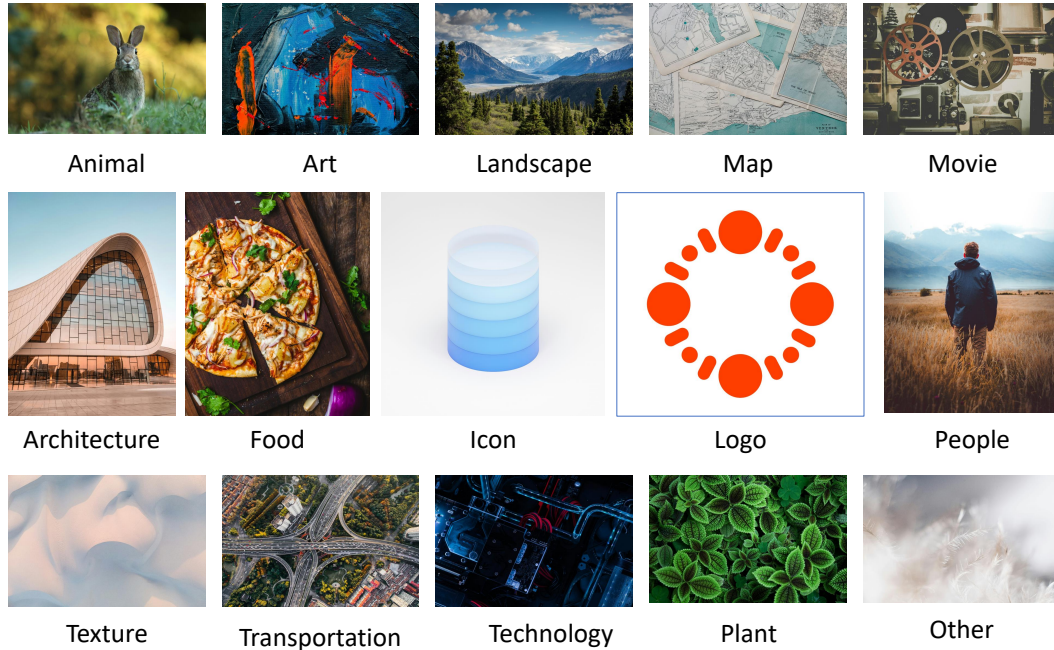 Animal
Art
Landscape
Map
Movie
Architecture
Food
Icon
Logo
People
Texture
Transportation
Technology
Plant
Other